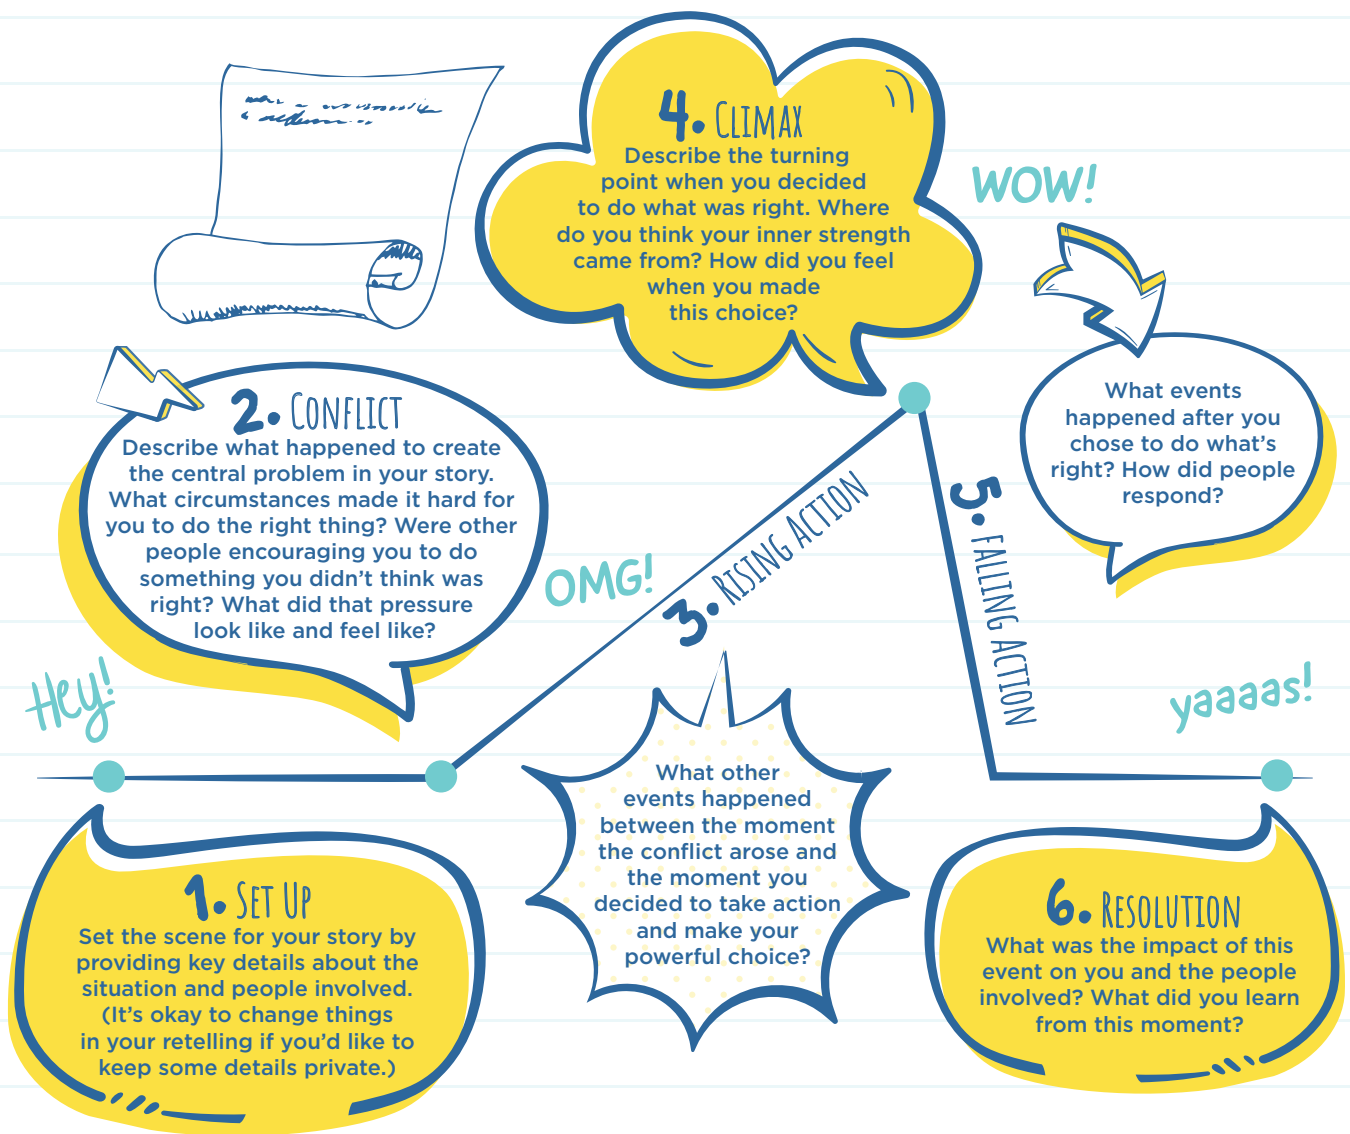 4. CLIMAX
Describe the turning
point when you decided
to do what was right. Where
do you think your inner strength
came from? How did you feel
when you made
this choice?
WOW!
2. CONFLICT
Describe what happened to create
the central problem in your story.
What circumstances made it hard for
you to do the right thing? Were other
people encouraging you to do
something you didn't think was
right? What did that pressure
look like and feel like?
What events
happened after you
chose to do what's
right? How did people
respond?
OMG!
3. RISING ACTION
5. FALLING ACTION
Hey!
yaaaas!
What other
events happened
between the moment
the conflict arose and
the moment you
decided to take action
and make your
powerful choice?
1. SET UP
Set the scene for your story by
providing key details about the
situation and people involved.
(It's okay to change things
in your retelling if you'd like to
keep some details private.)
6. RESOLUTION
What was the impact of this
event on you and the people
involved? What did you learn
from this moment?